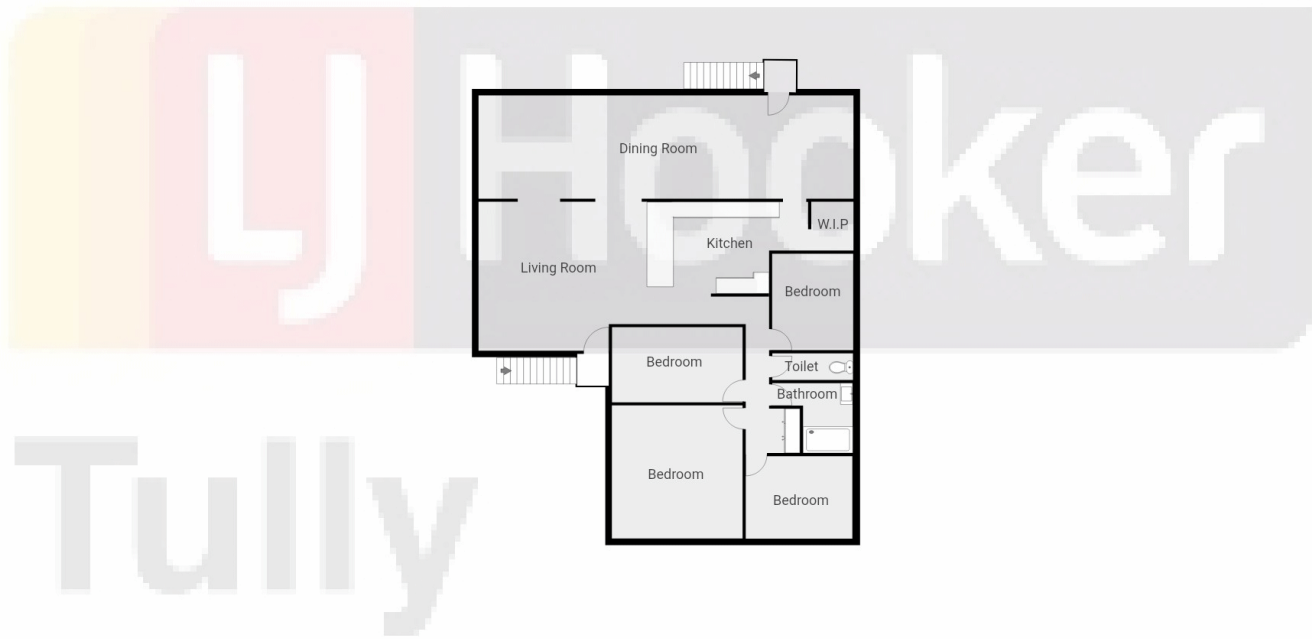 LJ Hooker
Dining Room
W.I.P
Kitchen
Living Room
Bedroom
Bedroom
Toilet
Bathroom
Bedroom
Bedroom
Tully